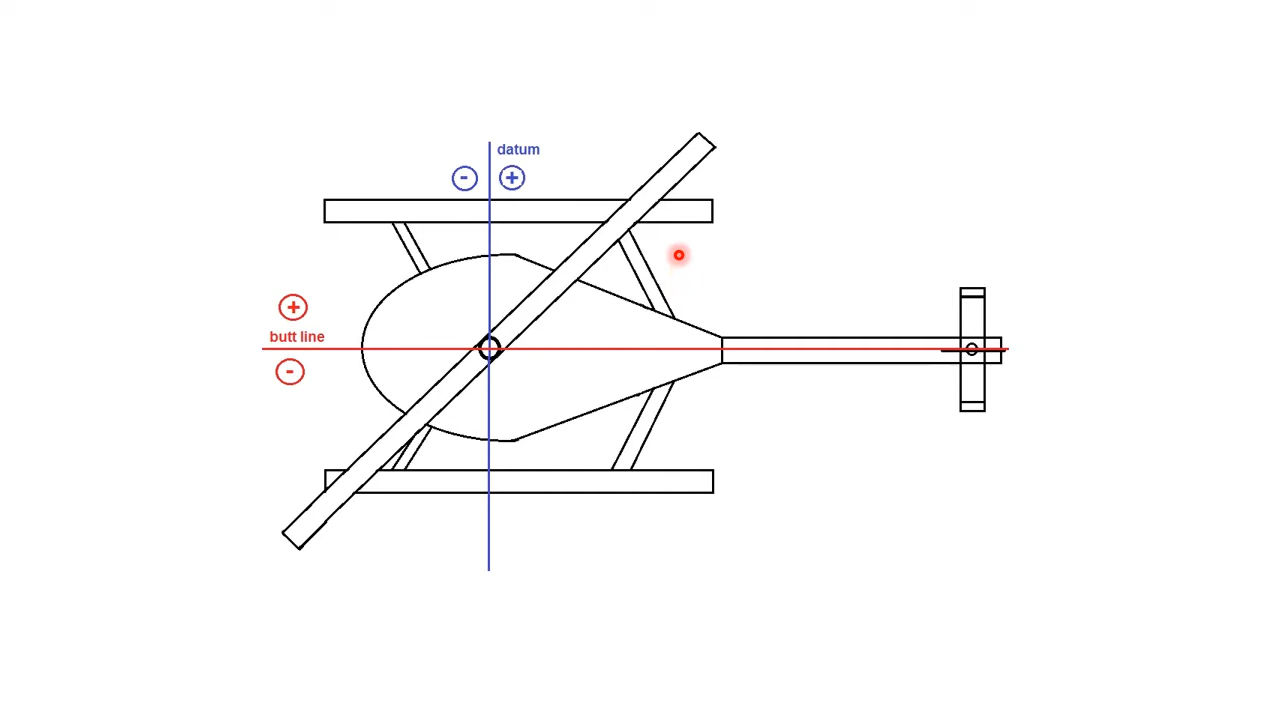 datum
- +
+
butt line
-